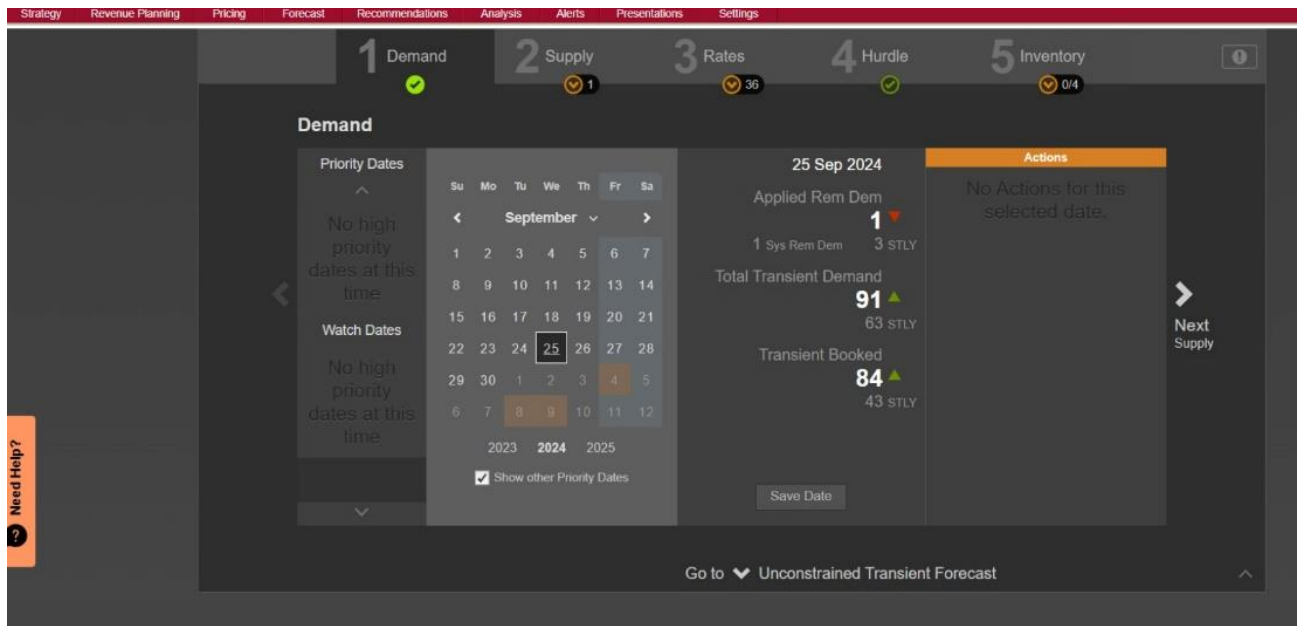 Strategy Revenue Planning Pricing Forecast Recommendations Analysis Alerts Presentations Settings
1 Demand
2 Supply
1
3 Rates
36
4 Hurdle
5 Inventory
0/4
Demand
Priority Dates
No high
priority
dates at this
time
Watch Dates
No high
priority
dates at this
time
Su Mo Tu We Th Fr Sa
September
1 2 3 4 5 6 7
8 9 10 11 12 13 14
15 16 17 18 19 20 21
22 23 24 25 26 27 28
29 30 1 2 3 4 5
6 7 8 9 10 11 12
2023 2024 2025
Show other Priority Dates
25 Sep 2024
Applied Rem Dem
1
1 Sys Rem Dem 3 STLY
Total Transient Demand
91
63 STLY
Transient Booked
84
43 STLY
Save Date
Actions
No Actions for this
selected date.
Next
Supply
Go to Unconstrained Transient Forecast
Need Help?
?